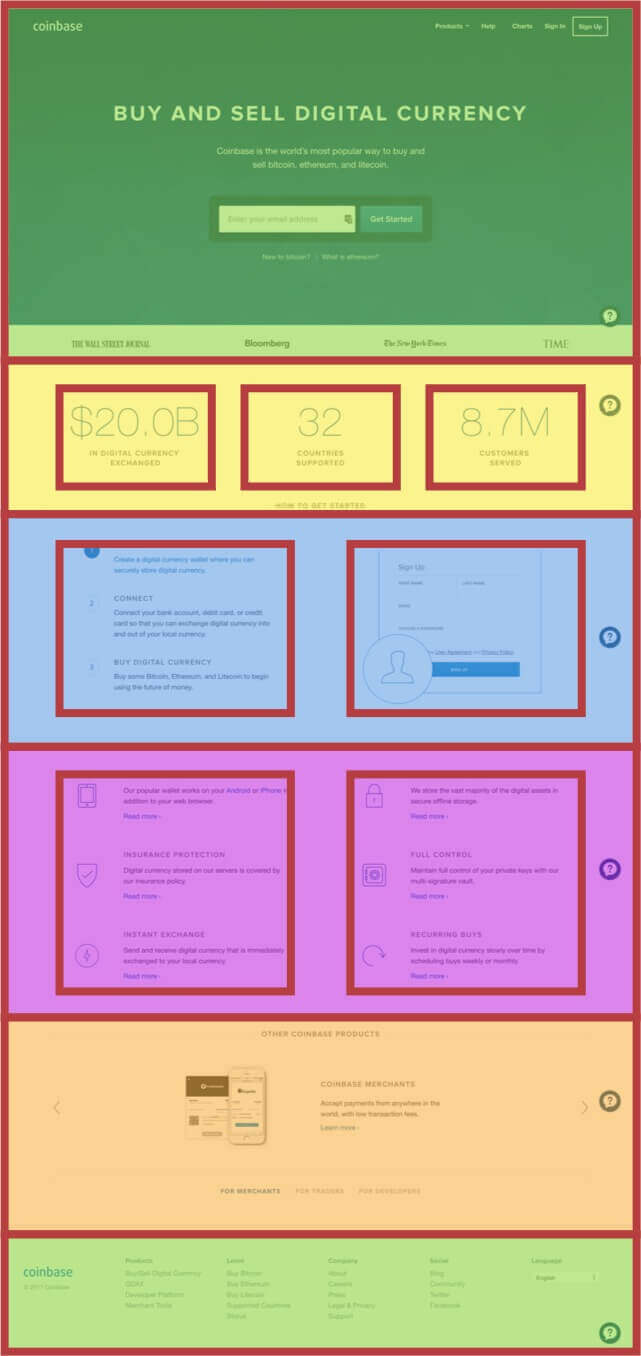 coinbase
Products Help Charts Sign In Sign Up
BUY AND SELL DIGITAL CURRENCY
Coinbase is the world's most popular way to buy and
sell bitcoin, ethereum, and litecoin.
Enter your email address Get Started
New to bitcoin? | What is ethereum?
THE WALL STREET JOURNAL Bloomberg The New York Times TIME
$20.0B
IN DIGITAL CURRENCY
EXCHANGED
32
COUNTRIES
SUPPORTED
8.7M
CUSTOMERS
SERVED
HOW TO GET STARTED
1
Create a digital currency wallet where you can
securely store digital currency.
2 CONNECT
Connect your bank account, debit card, or credit
card so that you can exchange digital currency into
and out of your local currency.
3 BUY DIGITAL CURRENCY
Buy some Bitcoin, Ethereum, and Litecoin to begin
using the future of money.
Sign Up
FIRST NAME LAST NAME
EMAIL
CHOOSE A PASSWORD
User Agreement and Privacy Policy
SIGN UP
Our popular wallet works on your Android or iPhone
addition to your web browser.
Read more ›
INSURANCE PROTECTION
Digital currency stored on our servers is covered by
our insurance policy.
Read more ›
INSTANT EXCHANGE
Send and receive digital currency that is immediately
exchanged to your local currency.
Read more ›
We store the vast majority of the digital assets in
secure offline storage.
Read more ›
FULL CONTROL
Maintain full control of your private keys with our
multi-signature vault.
Read more ›
RECURRING BUYS
Invest in digital currency slowly over time by
scheduling buys weekly or monthly.
Read more ›
OTHER COINBASE PRODUCTS
COINBASE MERCHANTS
Accept payments from anywhere in the
world, with low transaction fees.
Learn more ›
FOR MERCHANTS FOR TRADERS FOR DEVELOPERS
coinbase
© 2017 Coinbase
Products
Buy/Sell Digital Currency
GDAX
Developer Platform
Merchant Tools
Learn
Buy Bitcoin
Buy Ethereum
Buy Litecoin
Supported Countries
Status
Company
About
Careers
Press
Legal & Privacy
Support
Social
Blog
Community
Twitter
Facebook
Language
English